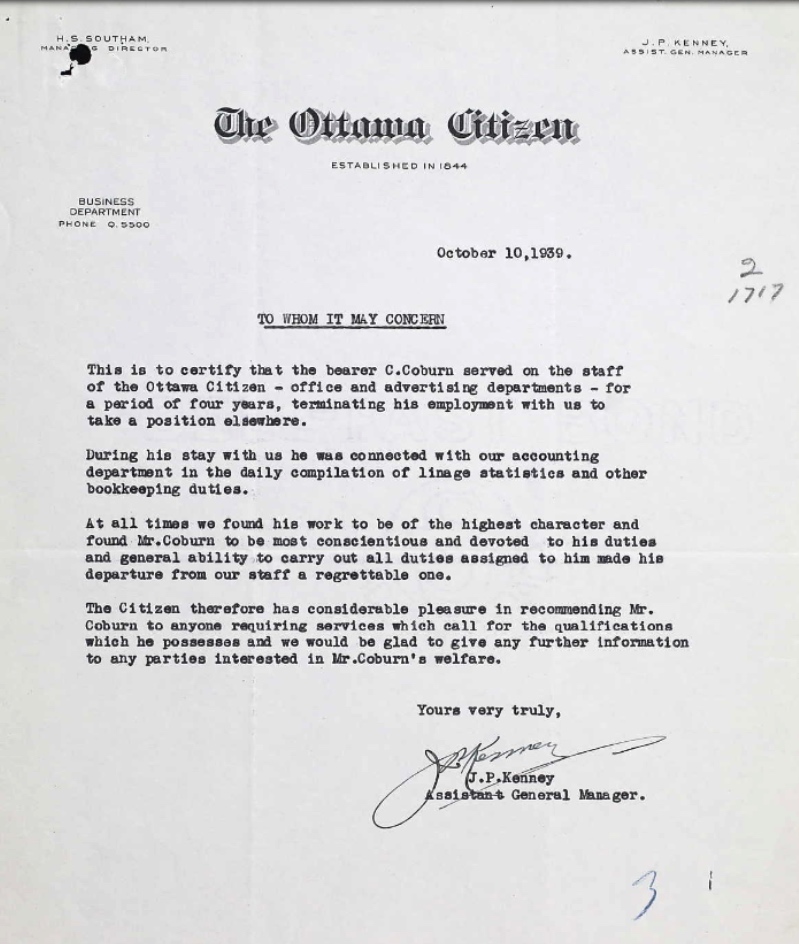 H.S. SOUTHAM,
MANAGING DIRECTOR
J. P. KENNEY,
ASSIST. GEN. MANAGER
The Ottawa Citizen
ESTABLISHED IN 1844
BUSINESS
DEPARTMENT
PHONE Q. 5500
October 10,1939.
2
1717
TO WHOM IT MAY CONCERN
This is to certify that the bearer C.Coburn served on the staff
of the Ottawa Citizen - office and advertising departments - for
a period of four years, terminating his employment with us to
take a position elsewhere.
During his stay with us he was connected with our accounting
department in the daily compilation of linage statistics and other
bookkeeping duties.
At all times we found his work to be of the highest character and
found Mr.Coburn to be most conscientious and devoted to his duties
and general ability to carry out all duties assigned to him made his
departure from our staff a regrettable one.
The Citizen therefore has considerable pleasure in recommending Mr.
Coburn to anyone requiring services which call for the qualifications
which he possesses and we would be glad to give any further information
to any parties interested in Mr.Coburn's welfare.
Yours very truly,
J.P.Kenney
J.P.Kenney
Assistant General Manager.
3